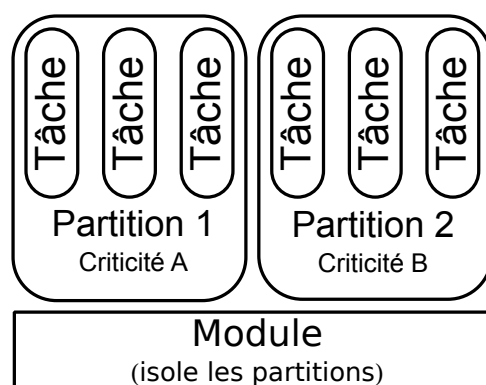 Tâche
Tâche
Tâche
Partition 1
Criticité A
Tâche
Tâche
Tâche
Partition 2
Criticité B
Module
(isole les partitions)